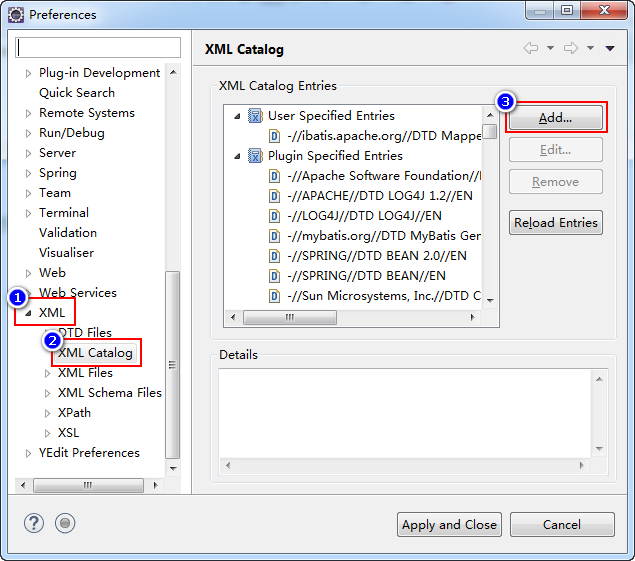 Preferences
Plug-in Development
Quick Search
Remote Systems
Run/Debug
Server
Spring
Team
Terminal
Validation
Visualiser
Web
Web Services
1
XML
DTD Files
2
XML Catalog
XML Files
XML Schema Files
XPath
XSL
YEdit Preferences
XML Catalog
XML Catalog Entries
User Specified Entries
-//ibatis.apache.org//DTD Mappe
Plugin Specified Entries
-//Apache Software Foundation//
-//APACHE//DTD LOG4J 1.2//EN
-//LOG4J//DTD LOG4J//EN
-//mybatis.org//DTD MyBatis Gen
-//SPRING//DTD BEAN 2.0//EN
-//SPRING//DTD BEAN//EN
-//Sun Microsystems, Inc.//DTD C
3
Add...
Edit...
Remove
Reload Entries
Details
?
Apply and Close
Cancel